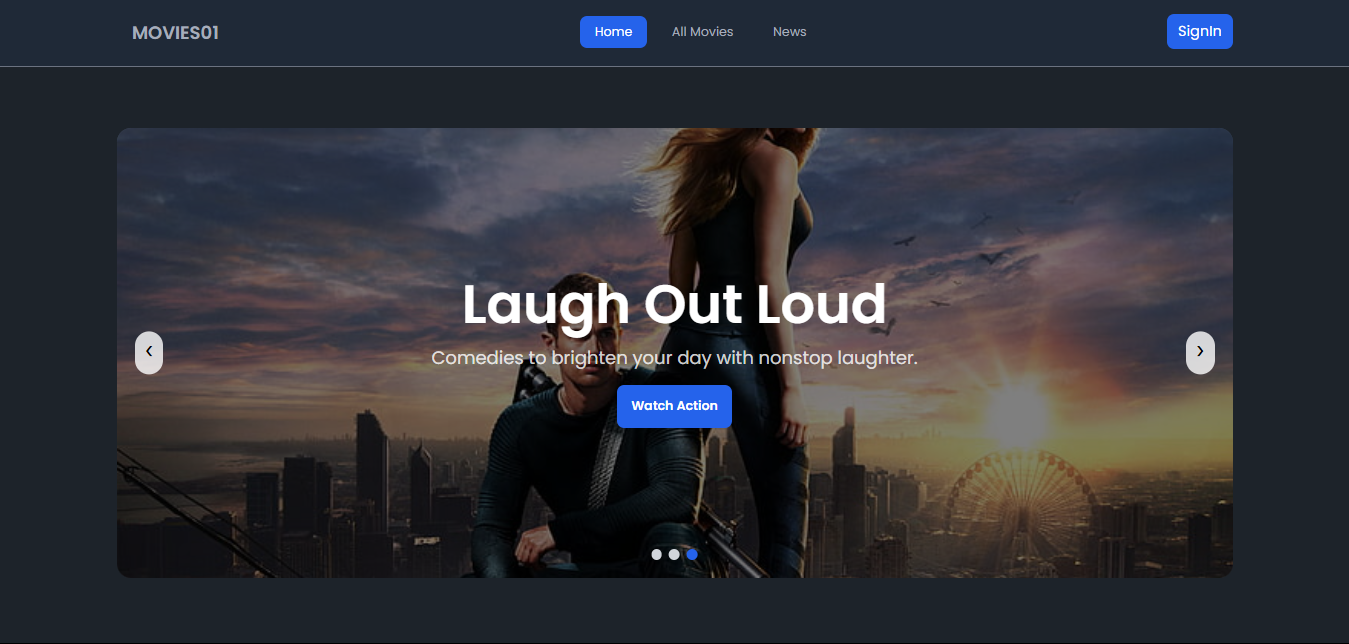 MOVIES01
Home
All Movies
News
SignIn
Laugh Out Loud
Comedies to brighten your day with nonstop laughter.
‹
›
Watch Action